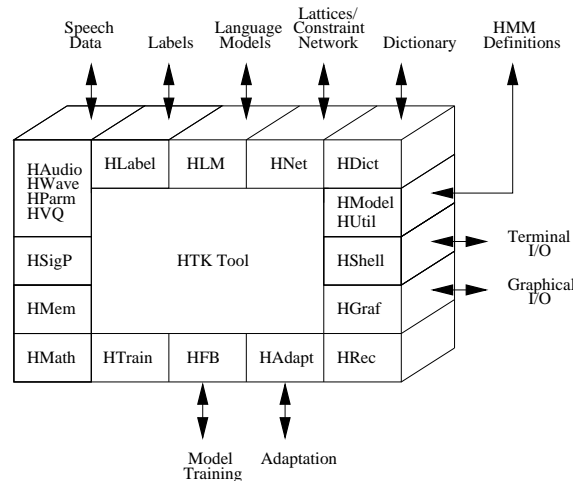 Speech
Data
Labels
Language
Models
Lattices/
Constraint
Network
Dictionary
HMM
Definitions
HAudio
HWave
HParm
HVQ
HLabel
HLM
HNet
HDict
HModel
HUtil
HSigP
HTK Tool
HShell
Terminal
I/O
HMem
HGraf
Graphical
I/O
HMath
HTrain
HFB
HAdapt
HRec
Model
Training
Adaptation